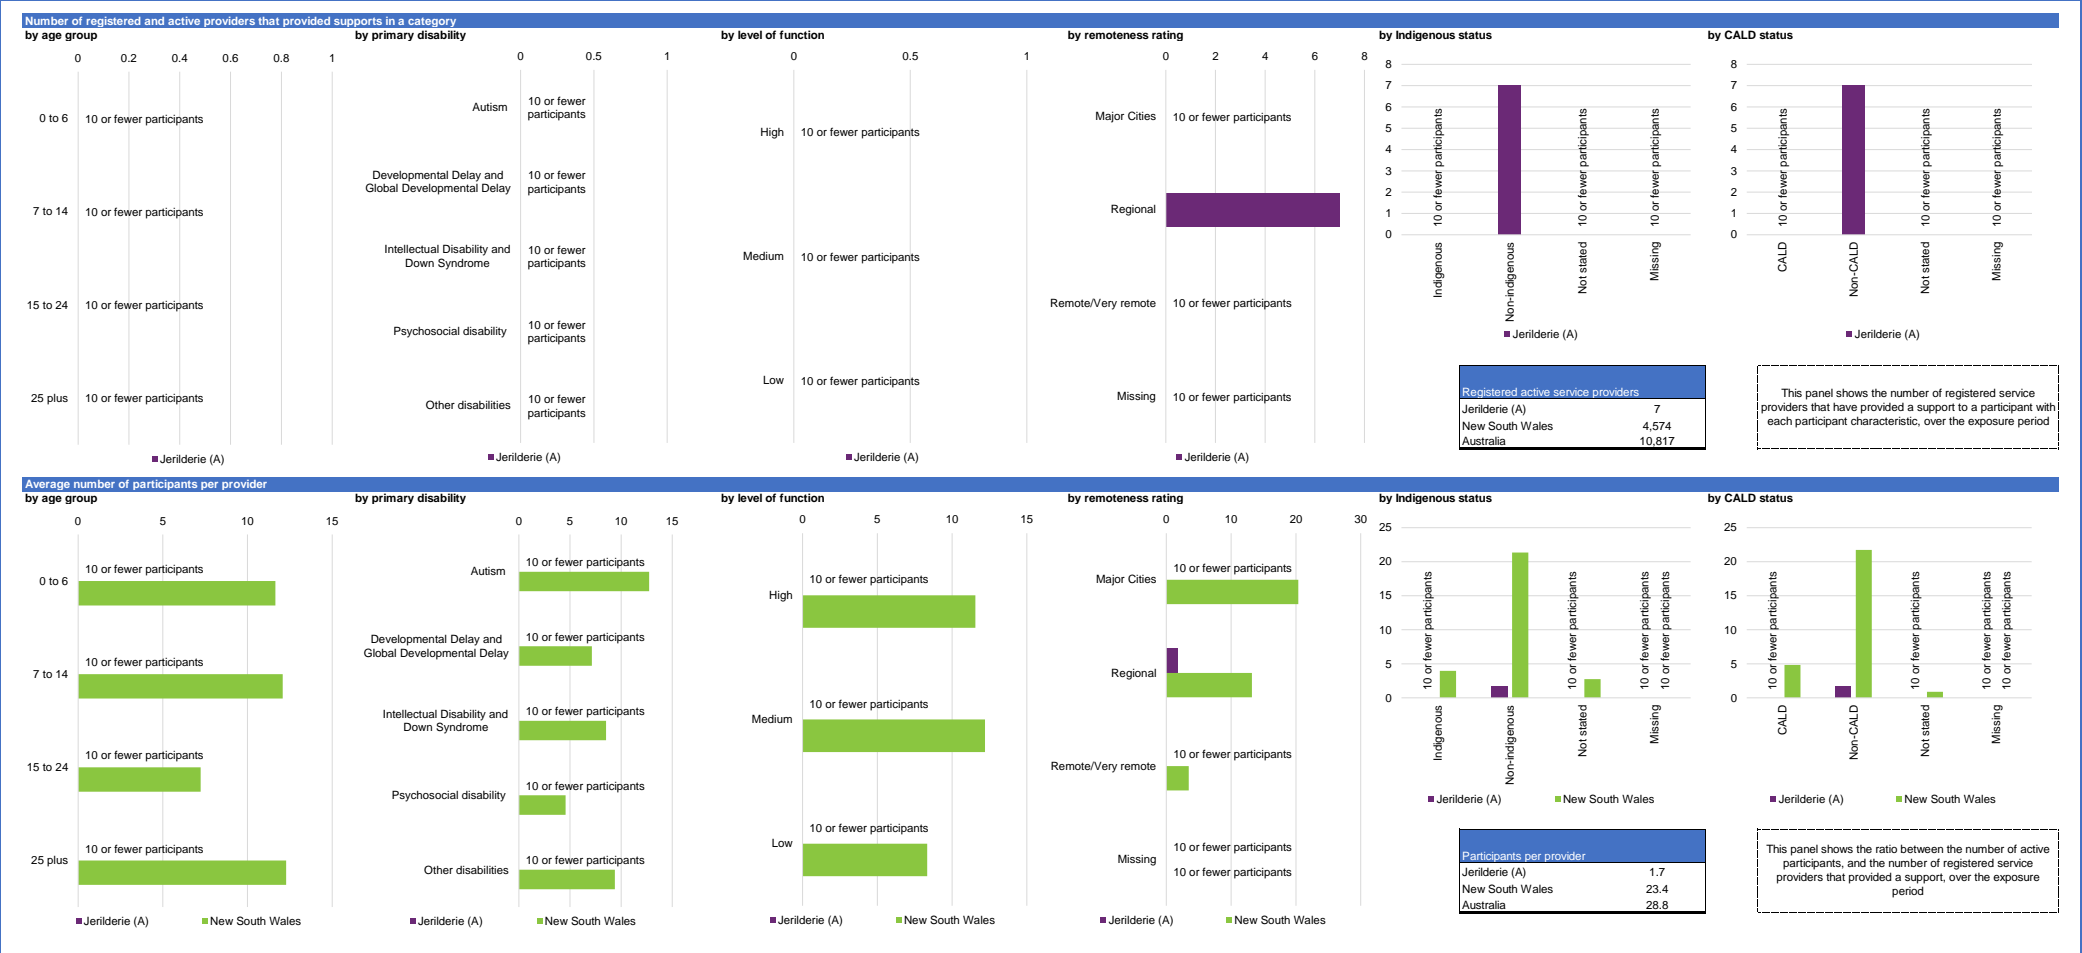 Number of registered and active providers that provided supports in a category
by age group
0 0.2 0.4 0.6 0.8 1
0 to 6 10 or fewer participants
7 to 14 10 or fewer participants
15 to 24 10 or fewer participants
25 plus 10 or fewer participants
Jerilderie (A)
by primary disability
0 0.5 1
Autism
10 or fewer
participants
Developmental Delay and
Global Developmental Delay
10 or fewer
participants
Intellectual Disability and
Down Syndrome
10 or fewer
participants
Psychosocial disability
10 or fewer
participants
Other disabilities
10 or fewer
participants
Jerilderie (A)
by level of function
0 0.5 1
High 10 or fewer participants
Medium 10 or fewer participants
Low 10 or fewer participants
Jerilderie (A)
by remoteness rating
0 2 4 6 8
Major Cities 10 or fewer participants
Regional
Remote/Very remote 10 or fewer participants
Missing 10 or fewer participants
Jerilderie (A)
by Indigenous status
8
7
6
5
4
3
2
1
0
10 or fewer participants
10 or fewer participants
10 or fewer participants
Indigenous
Non-indigenous
Not stated
Missing
Jerilderie (A)
by CALD status
8
7
6
5
4
3
2
1
0
10 or fewer participants
10 or fewer participants
10 or fewer participants
CALD
Non-CALD
Not stated
Missing
Jerilderie (A)
Registered active service providers
Jerilderie (A) 7
New South Wales 4,574
Australia 10,817
This panel shows the number of registered service
providers that have provided a support to a participant with
each participant characteristic, over the exposure period
Average number of participants per provider
by age group
0 5 10 15
0 to 6 10 or fewer participants
7 to 14 10 or fewer participants
15 to 24 10 or fewer participants
25 plus 10 or fewer participants
Jerilderie (A) New South Wales
by primary disability
0 5 10 15
Autism 10 or fewer participants
Developmental Delay and
Global Developmental Delay
10 or fewer participants
Intellectual Disability and
Down Syndrome
10 or fewer participants
Psychosocial disability 10 or fewer participants
Other disabilities 10 or fewer participants
Jerilderie (A) New South Wales
by level of function
0 5 10 15
High 10 or fewer participants
Medium 10 or fewer participants
Low 10 or fewer participants
Jerilderie (A) New South Wales
by remoteness rating
0 10 20 30
Major Cities 10 or fewer participants
Regional
Remote/Very remote 10 or fewer participants
Missing 10 or fewer participants
10 or fewer participants
Jerilderie (A) New South Wales
by Indigenous status
25
20
15
10
5
0
10 or fewer participants
10 or fewer participants
10 or fewer participants
10 or fewer participants
Indigenous
Non-indigenous
Not stated
Missing
Jerilderie (A) New South Wales
by CALD status
25
20
15
10
5
0
10 or fewer participants
10 or fewer participants
10 or fewer participants
10 or fewer participants
CALD
Non-CALD
Not stated
Missing
Jerilderie (A) New South Wales
Participants per provider
Jerilderie (A) 1.7
New South Wales 23.4
Australia 28.8
This panel shows the ratio between the number of active
participants, and the number of registered service
providers that provided a support, over the exposure
period